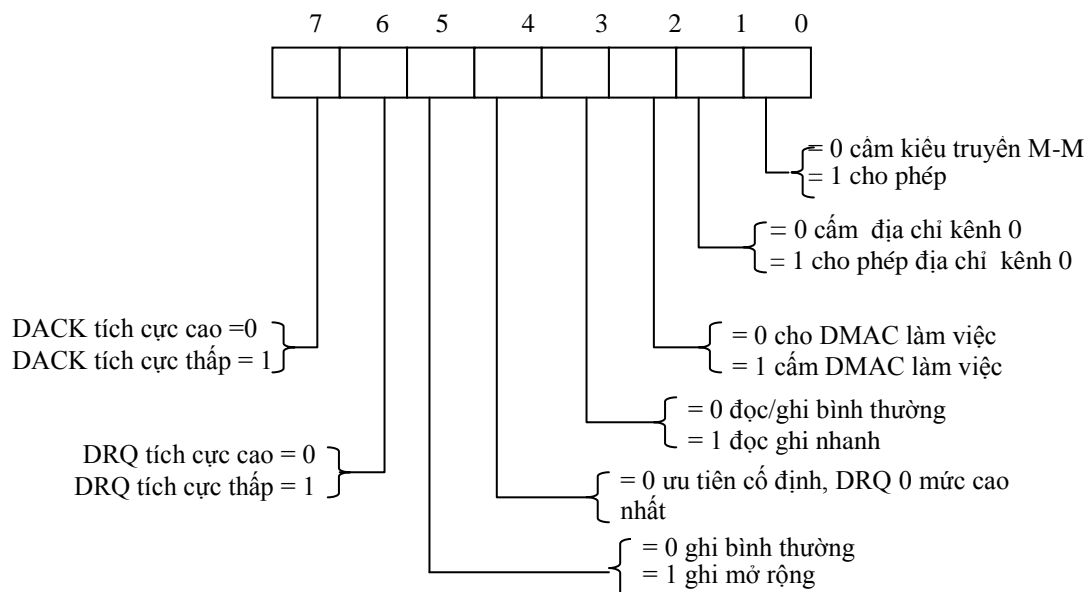 7 6 5 4 3 2 1 0
= 0 cấm kiểu truyền M-M
= 1 cho phép
= 0 cấm địa chỉ kênh 0
= 1 cho phép địa chỉ kênh 0
DACK tích cực cao =0
DACK tích cực thấp = 1
= 0 cho DMAC làm việc
= 1 cấm DMAC làm việc
= 0 đọc/ghi bình thường
= 1 đọc ghi nhanh
DRQ tích cực cao = 0
DRQ tích cực thấp = 1
= 0 ưu tiên cố định, DRQ 0 mức cao
nhất
= 0 ghi bình thường
= 1 ghi mở rộng